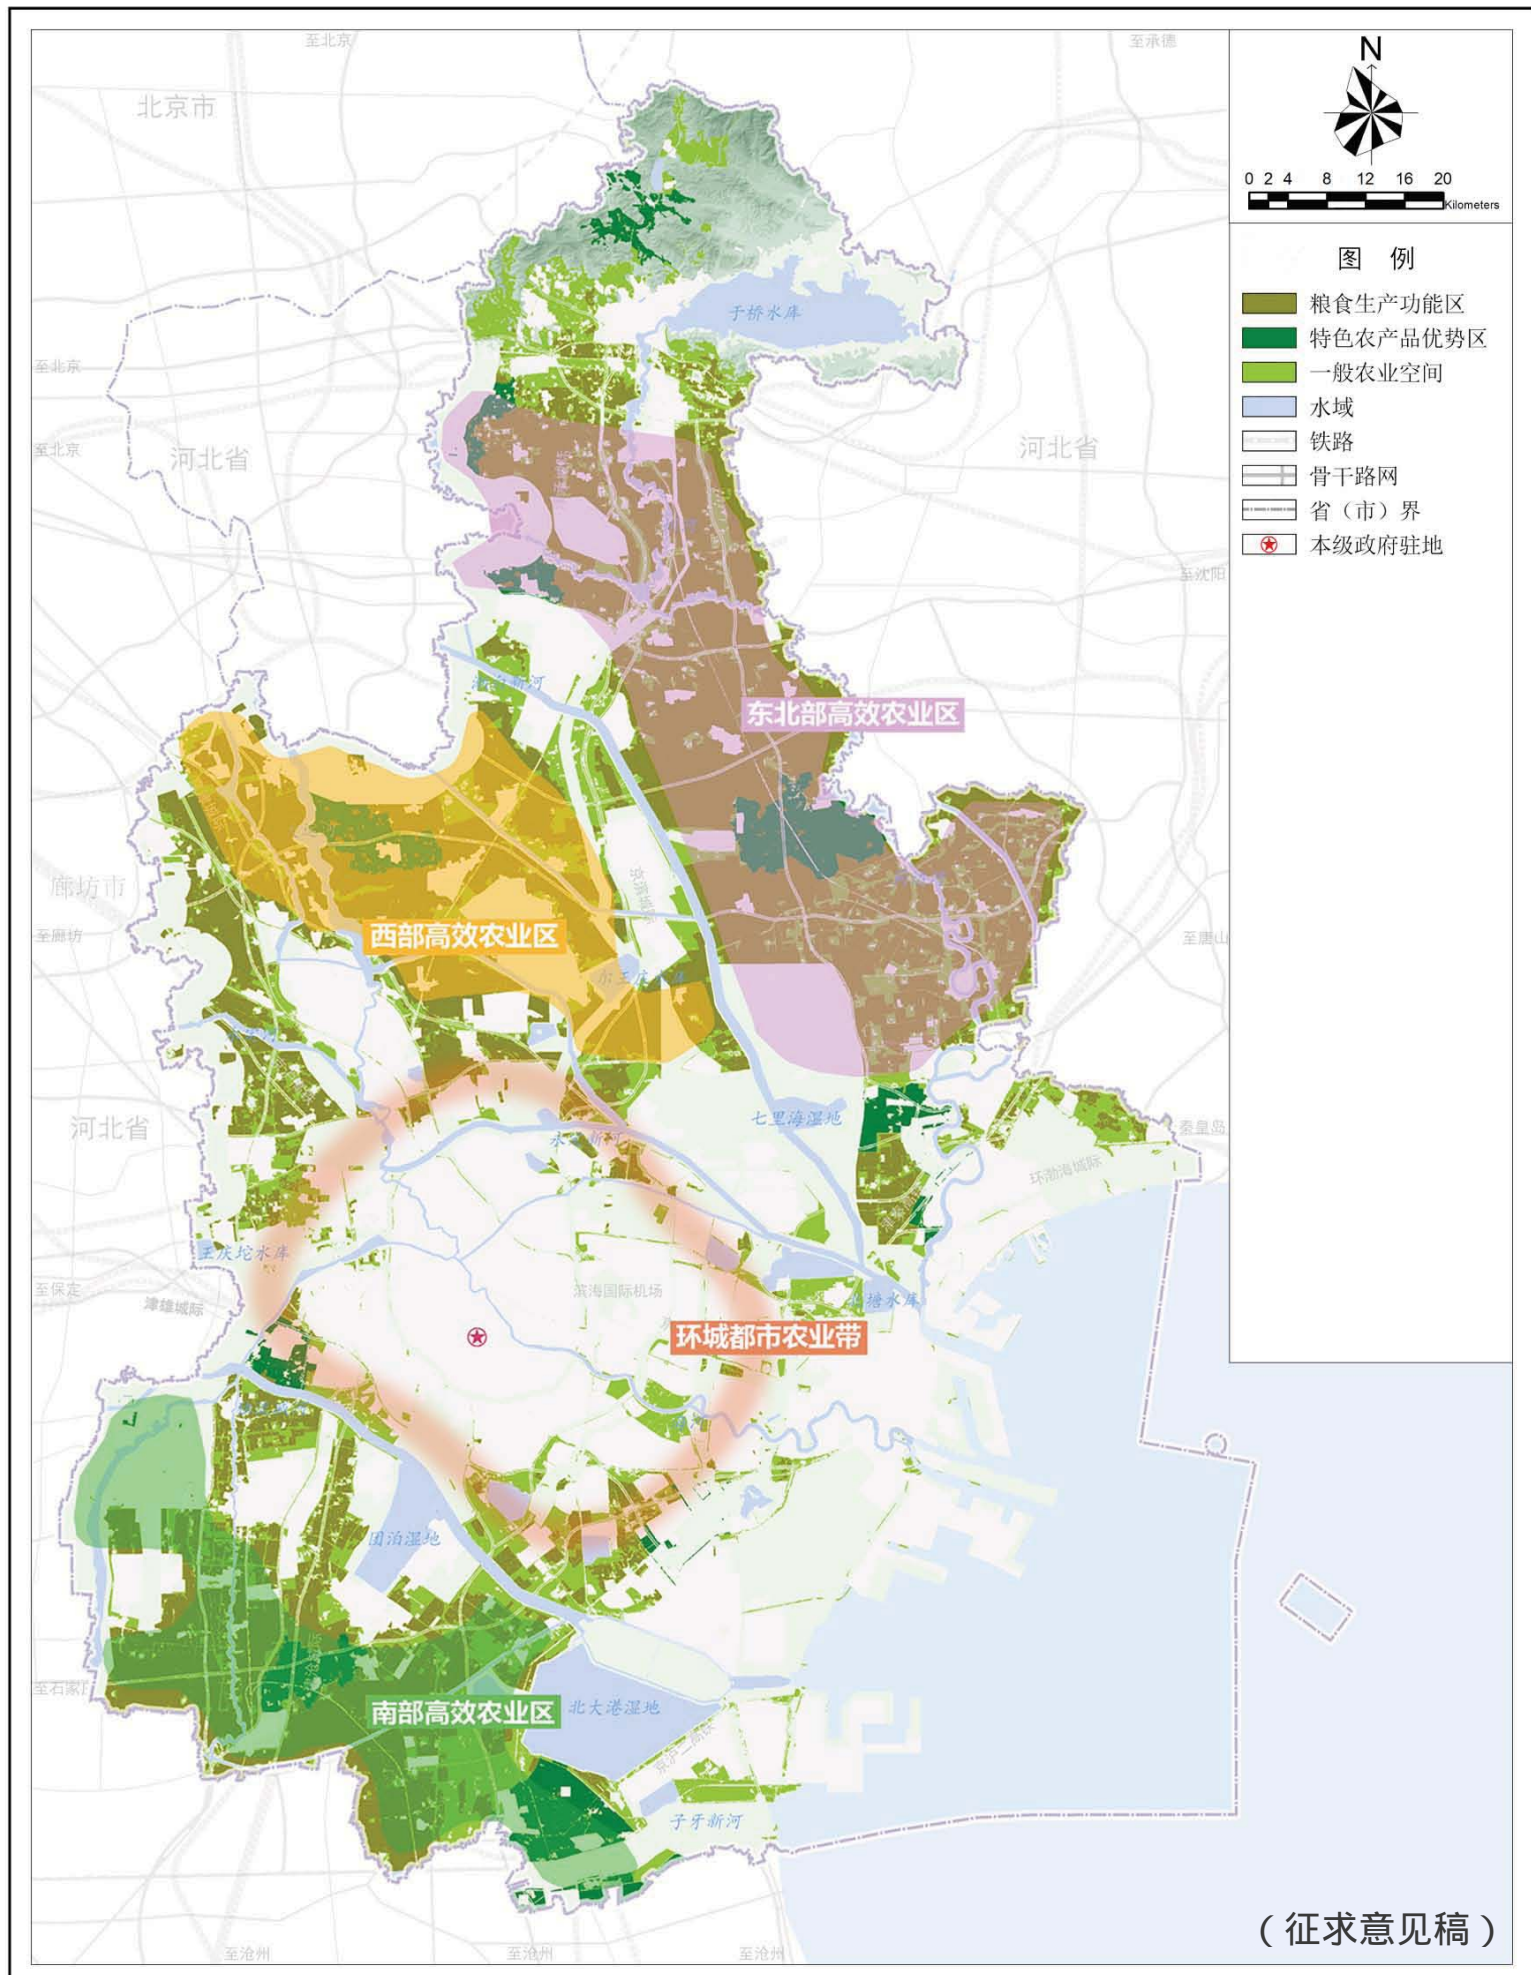 至北京
至承德
北京市
N
0 2 4 8 12 16 20
Kilometers
图 例
粮食生产功能区
特色农产品优势区
一般农业空间
水域
铁路
骨干路网
省（市）界
本级政府驻地
于桥水库
至北京
至北京
河北省
河北省
至沈阳
东北部高效农业区
廊坊市
至廊坊
西部高效农业区
至唐山
河北省
七里海湿地
秦皇岛
环渤海城际
王庆坨水库
至保定
津雄城际
滨海国际机场
环城都市农业带
团泊湿地
至石家
南部高效农业区
北大港湿地
子牙新河
（征求意见稿）
至沧州
至沧州
至沧州